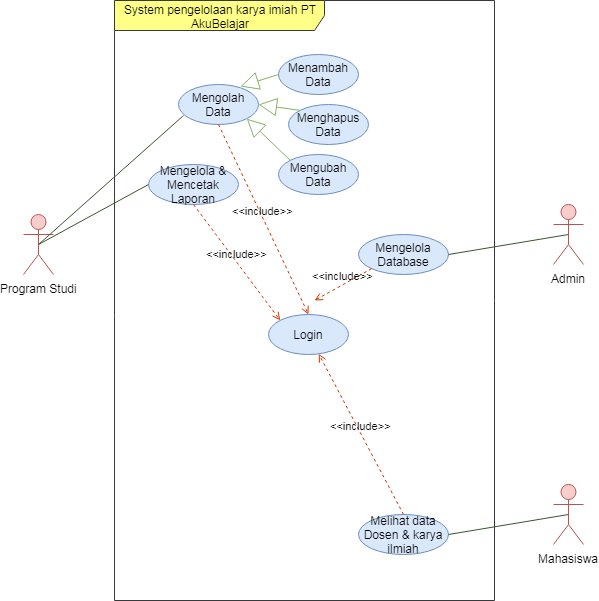 System pengelolaan karya imiah PT
AkuBelajar
Menambah
Data
Mengolah
Data
Menghapus
Data
Mengubah
Data
Mengelola &
Mencetak
Laporan
<<include>>
Program Studi
<<include>>
Mengelola
Database
<<include>>
Admin
Login
<<include>>
Melihat data
Dosen & karya
ilmiah
Mahasiswa